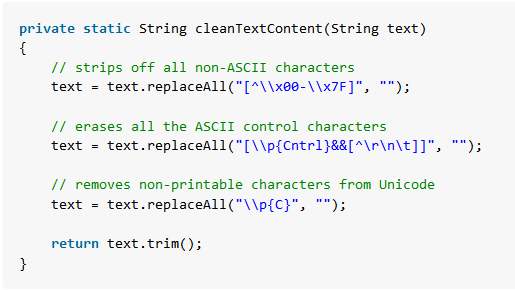 private static String cleanTextContent(String text)
{
    // strips off all non-ASCII characters
    text = text.replaceAll("[^\\x00-\\x7F]", "");

    // erases all the ASCII control characters
    text = text.replaceAll("[\\p{Cntrl}&&[^\r\n\t]]", "");

    // removes non-printable characters from Unicode
    text = text.replaceAll("\\p{C}", "");

    return text.trim();
}